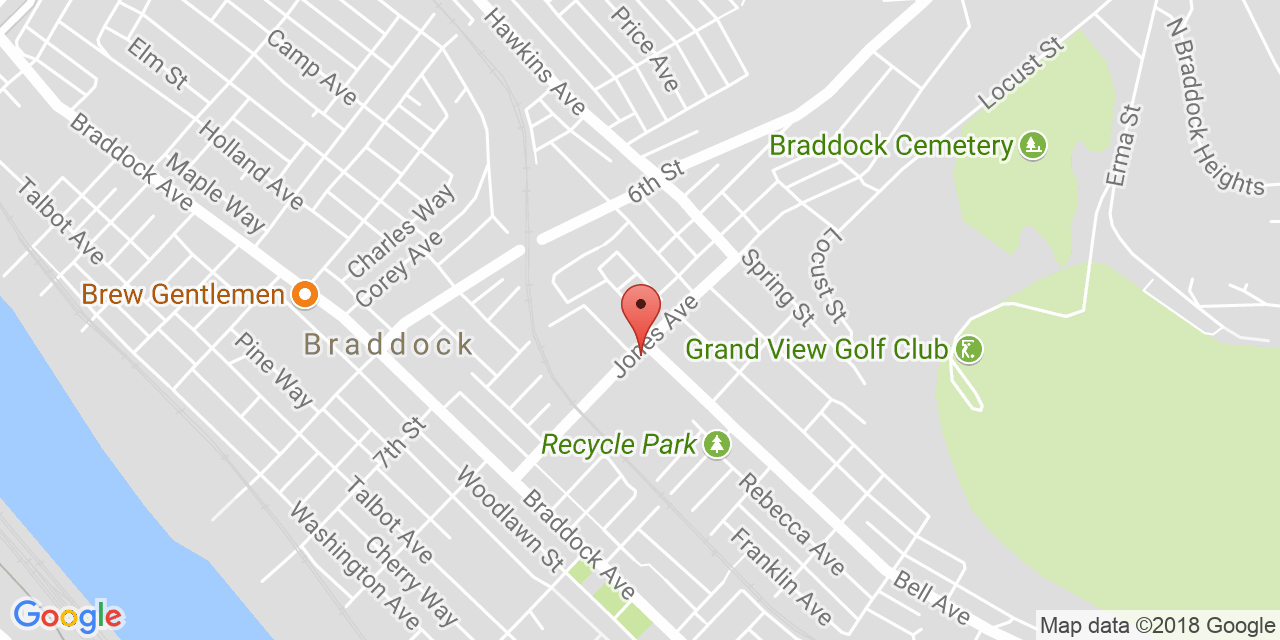 Price Ave
Hawkins Ave
Camp Ave
Elm St
Locust St
N Braddock Heights
Braddock Ave
Holland Ave
Maple Way
Talbot Ave
Charles Way
Corey Ave
6th St
Braddock Cemetery
Erma St
Locust St
Spring St
Brew Gentlemen
Braddock
Jones Ave
Grand View Golf Club
Pine Way
7th St
Recycle Park
Woodlawn St
Talbot Ave
Cherry Way
Washington Ave
Braddock Ave
Rebecca Ave
Franklin Ave
Bell Ave
Google
Map data ©2018 Google